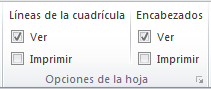 Líneas de la cuadrícula Encabezados
Ver Ver
Imprimir Imprimir
Opciones de la hoja